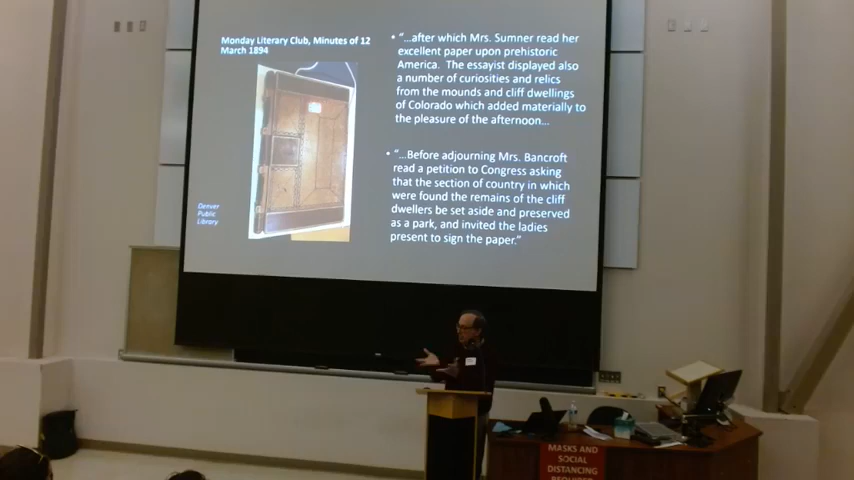 Monday Literary Club, Minutes of 12
March 1894
Denver
Public
Library
• "...after which Mrs. Sumner read her
excellent paper upon prehistoric
America. The essayist displayed also
a number of curiosities and relics
from the mounds and cliff dwellings
of Colorado which added materially to
the pleasure of the afternoon...
• "...Before adjourning Mrs. Bancroft
read a petition to Congress asking
that the section of country in which
were found the remains of the cliff
dwellers be set aside and preserved
as a park, and invited the ladies
present to sign the paper."
MASKS AND
SOCIAL
DISTANCING
REQUIRED